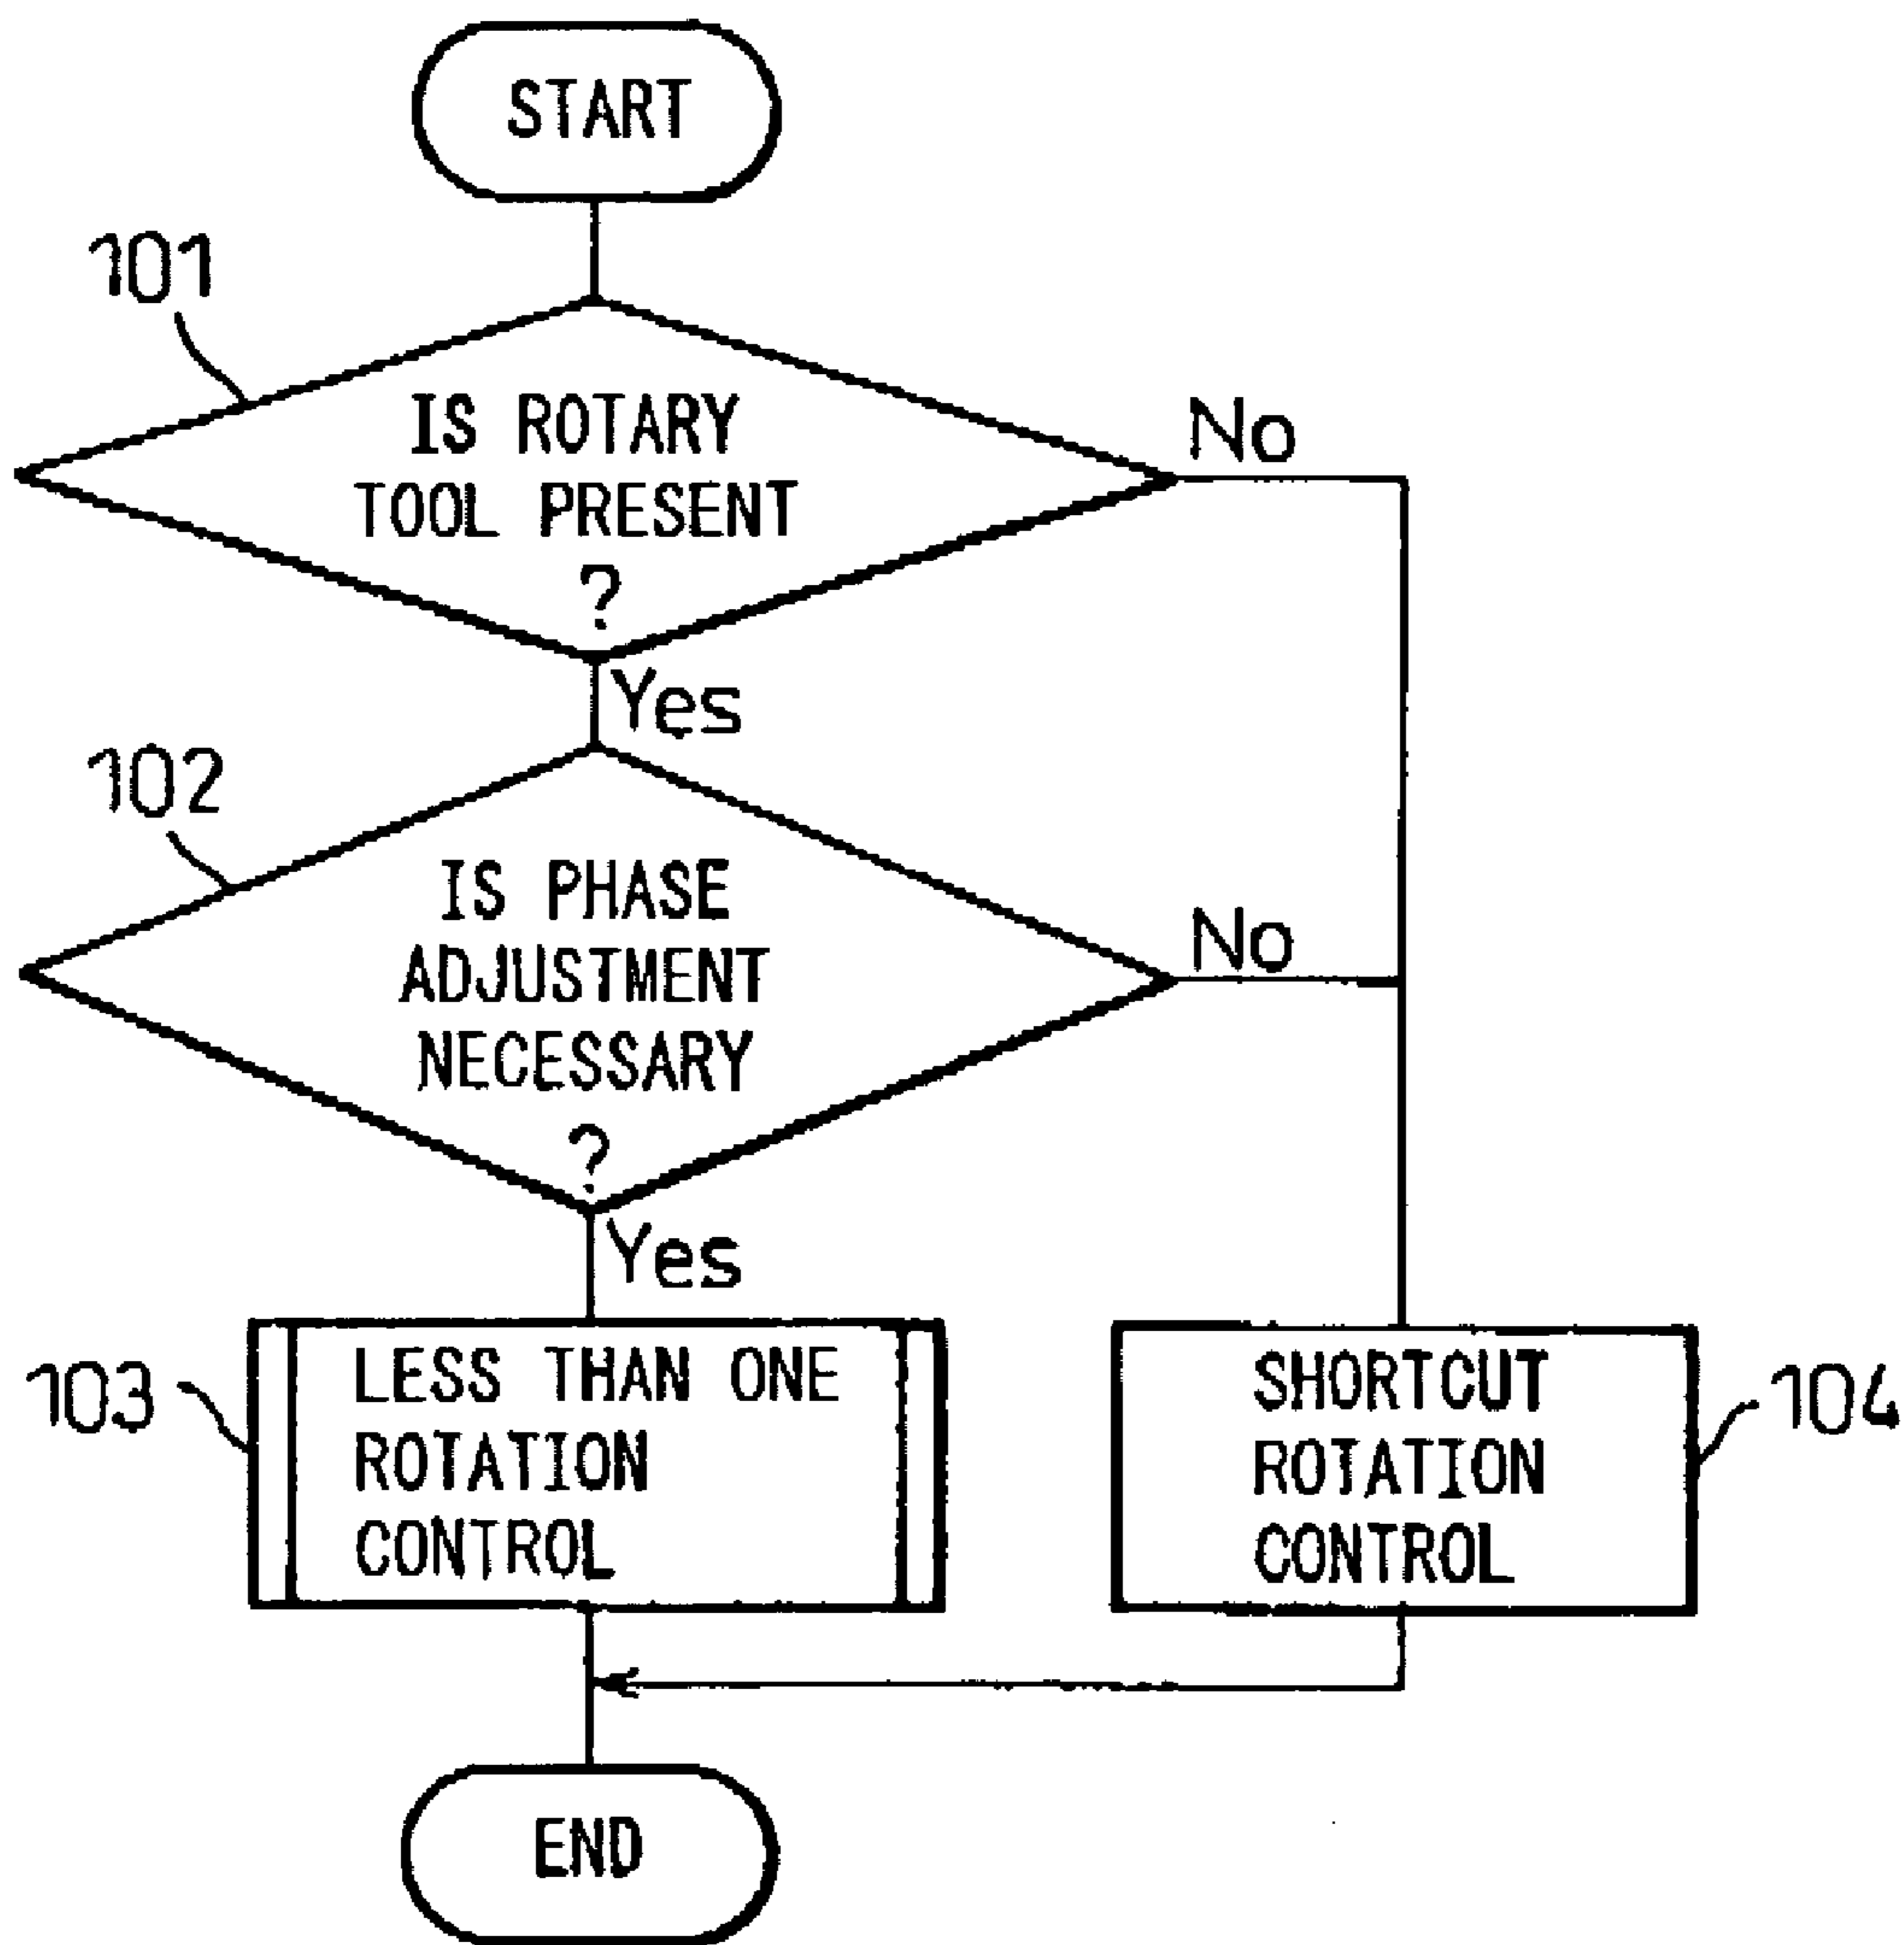 START
101
IS ROTARY
TOOL PRESENT
?
No
Yes
102
IS PHASE
ADJUSTMENT
NECESSARY
?
No
Yes
103
LESS THAN ONE
ROTATION
CONTROL
SHORTCUT
ROTATION
CONTROL
104
END